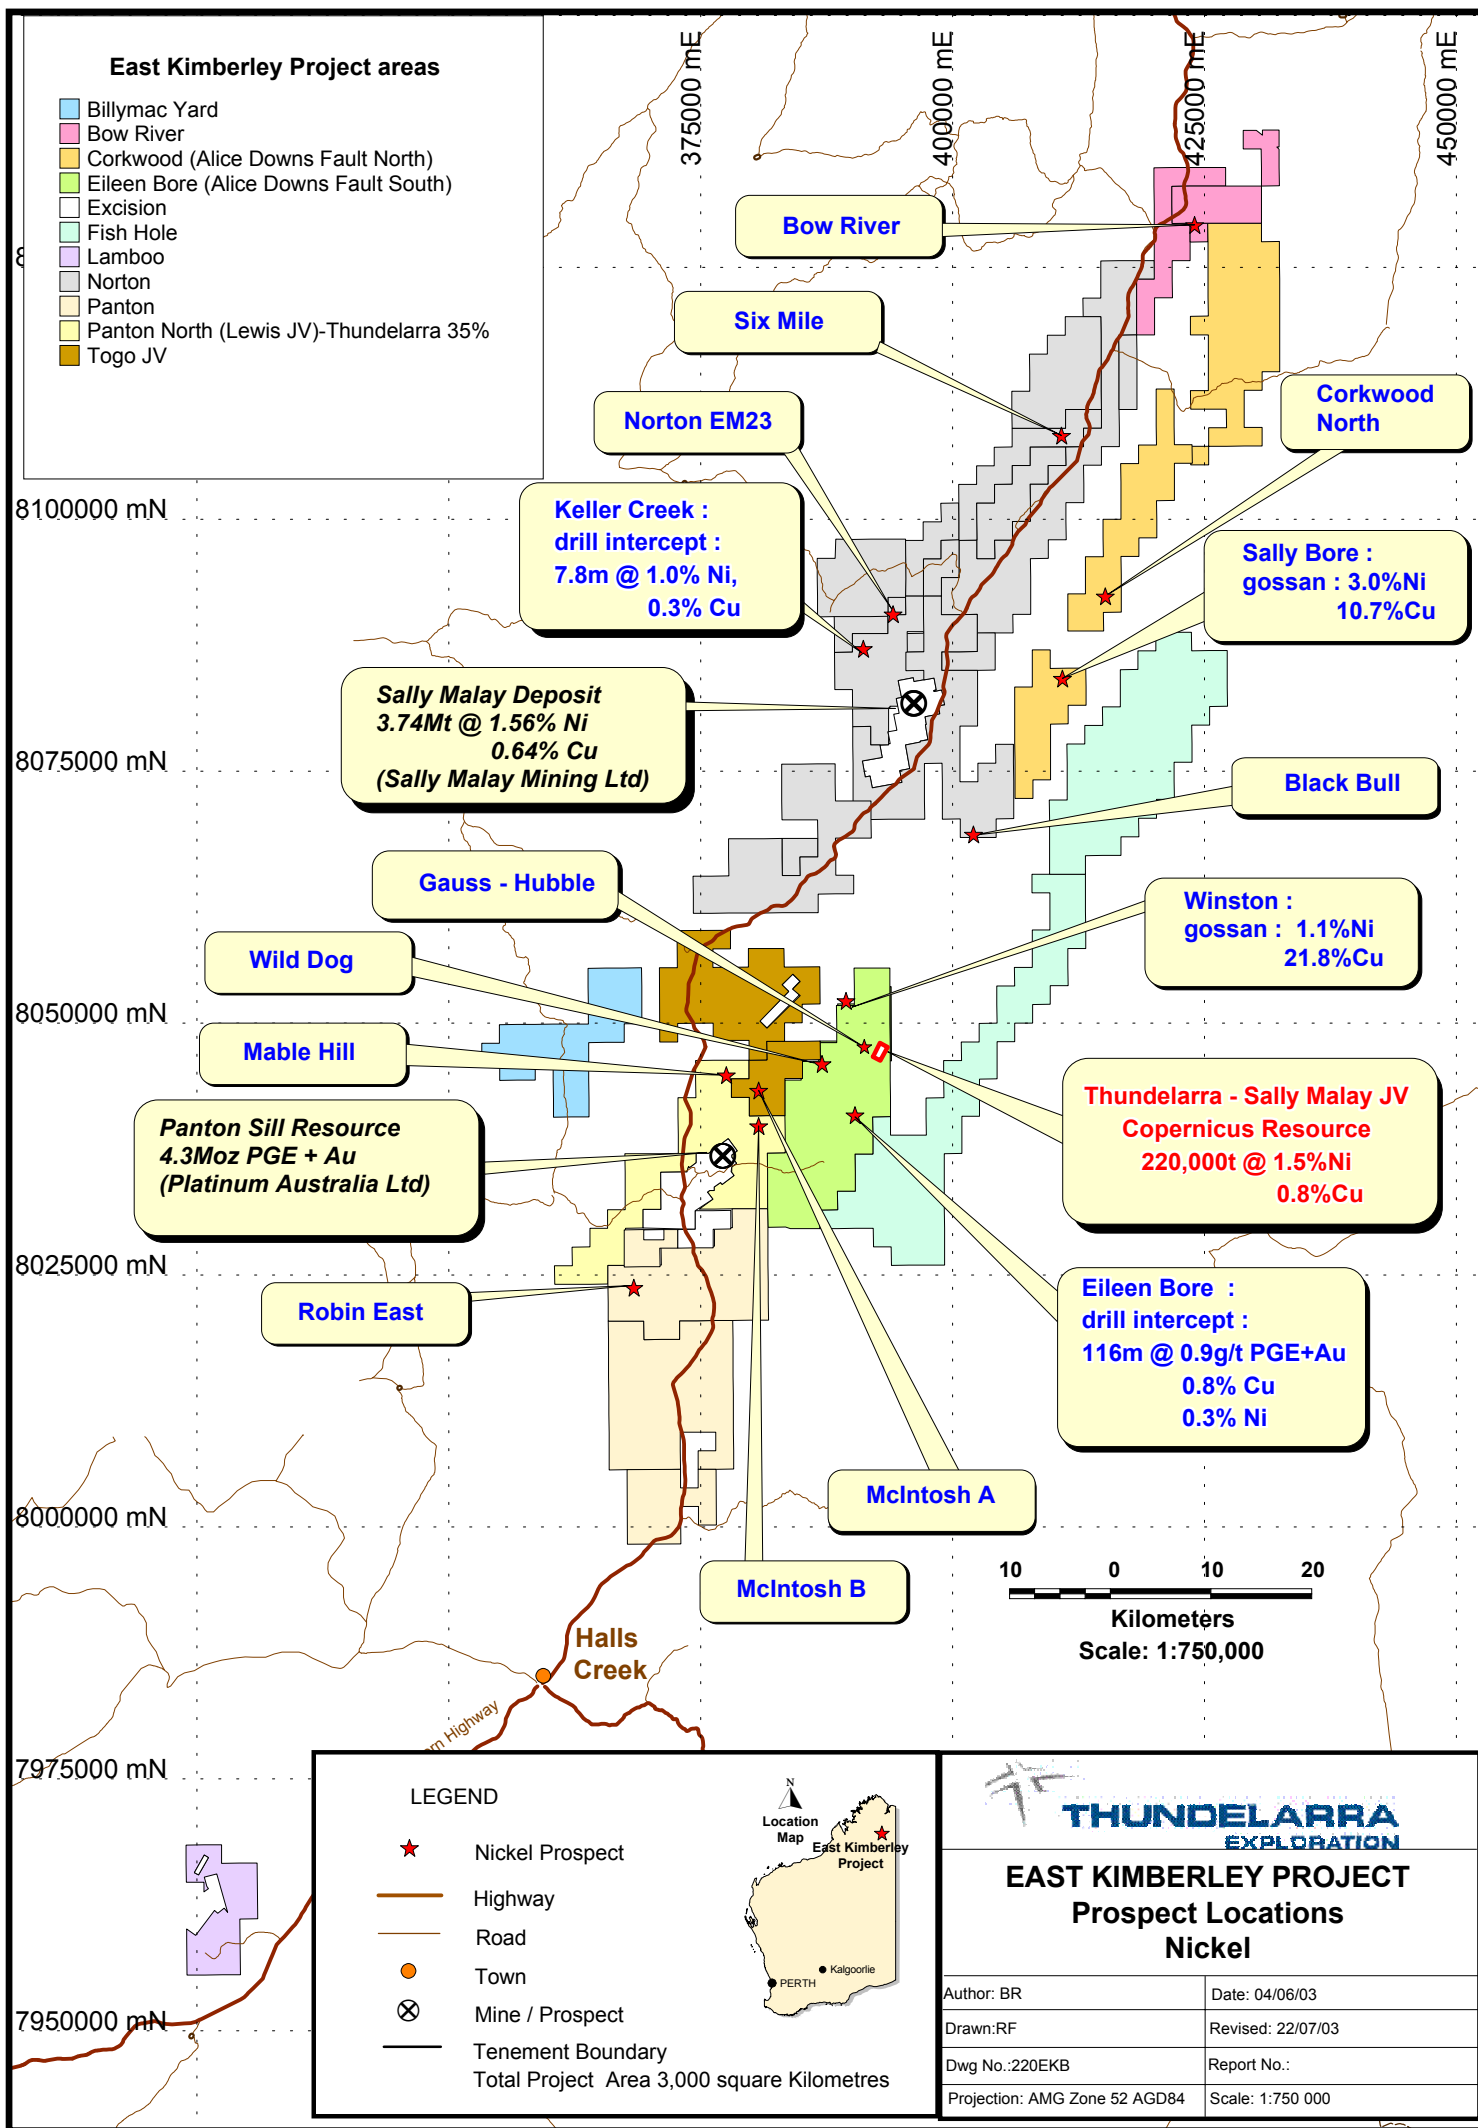 East Kimberley Project areas
Billymac Yard
Bow River
Corkwood (Alice Downs Fault North)
Eileen Bore (Alice Downs Fault South)
Excision
Fish Hole
Lamboo
Norton
Panton
Panton North (Lewis JV)-Thundelarra 35%
Togo JV
375000 mE
400000 mE
425000 mE
450000 mE
8
8100000 mN
8075000 mN
8050000 mN
8025000 mN
8000000 mN
7975000 mN
7950000 mN
Bow River
Six Mile
Norton EM23
Corkwood
North
Keller Creek :
drill intercept :
7.8m @ 1.0% Ni,
0.3% Cu
Sally Bore :
gossan : 3.0%Ni
10.7%Cu
Sally Malay Deposit
3.74Mt @ 1.56% Ni
0.64% Cu
(Sally Malay Mining Ltd)
Black Bull
Gauss - Hubble
Winston :
gossan : 1.1%Ni
21.8%Cu
Wild Dog
Mable Hill
Thundelarra - Sally Malay JV
Copernicus Resource
220,000t @ 1.5%Ni
0.8%Cu
Panton Sill Resource
4.3Moz PGE + Au
(Platinum Australia Ltd)
Robin East
Eileen Bore :
drill intercept :
116m @ 0.9g/t PGE+Au
0.8% Cu
0.3% Ni
McIntosh A
McIntosh B
10 0 10 20
Kilometers
Scale: 1:750,000
Halls
Creek
rn Highway
LEGEND
Nickel Prospect
Highway
Road
Town
Mine / Prospect
Tenement Boundary
Total Project Area 3,000 square Kilometres
N
Location
Map
East Kimberley
Project
Kalgoorlie
PERTH
THUNDELARRA
EXPLORATION
EAST KIMBERLEY PROJECT
Prospect Locations
Nickel
Author: BR
Date: 04/06/03
Drawn:RF
Revised: 22/07/03
Dwg No.:220EKB
Report No.:
Projection: AMG Zone 52 AGD84
Scale: 1:750 000